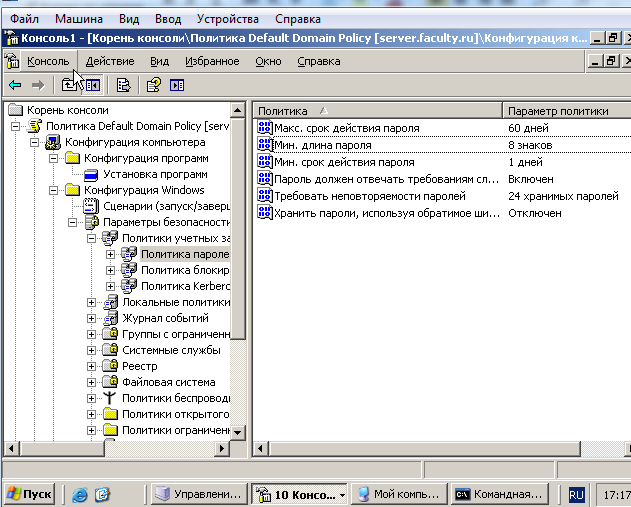 Файл Машина Вид Ввод Устройства Справка
Консоль1 - [Корень консоли\Политика Default Domain Policy [server.faculty.ru]\Конфигурация к...
Консоль Действие Вид Избранное Окно Справка
Корень консоли
Политика Default Domain Policy [serv
Конфигурация компьютера
Конфигурация программ
Установка программ
Конфигурация Windows
Сценарии (запуск/заверш
Параметры безопасности
Политики учетных за
Политика пароле
Политика блокир
Политика Kerberc
Локальные политики
Журнал событий
Группы с ограничен
Системные службы
Реестр
Файловая система
Политики беспровод
Политики открытого
Политики ограничен
Политика Параметр политики
Макс. срок действия пароля 60 дней
Мин. длина пароля 8 знаков
Мин. срок действия пароля 1 дней
Пароль должен отвечать требованиям сл... Включен
Требовать неповторяемости паролей 24 хранимых паролей
Хранить пароли, используя обратимое ши... Отключен
Пуск Управлени... 10 Консо... Мой компь... Командная... RU 17:17